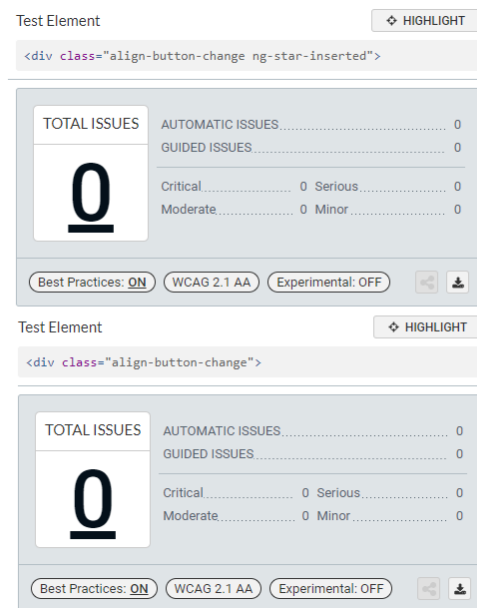 Test Element HIGHLIGHT
<div class="align-button-change ng-star-inserted">
TOTAL ISSUES
0
AUTOMATIC ISSUES 0
GUIDED ISSUES 0
Critical 0 Serious 0
Moderate 0 Minor 0
Best Practices: ON WCAG 2.1 AA Experimental: OFF
Test Element HIGHLIGHT
<div class="align-button-change">
TOTAL ISSUES
0
AUTOMATIC ISSUES 0
GUIDED ISSUES 0
Critical 0 Serious 0
Moderate 0 Minor 0
Best Practices: ON WCAG 2.1 AA Experimental: OFF